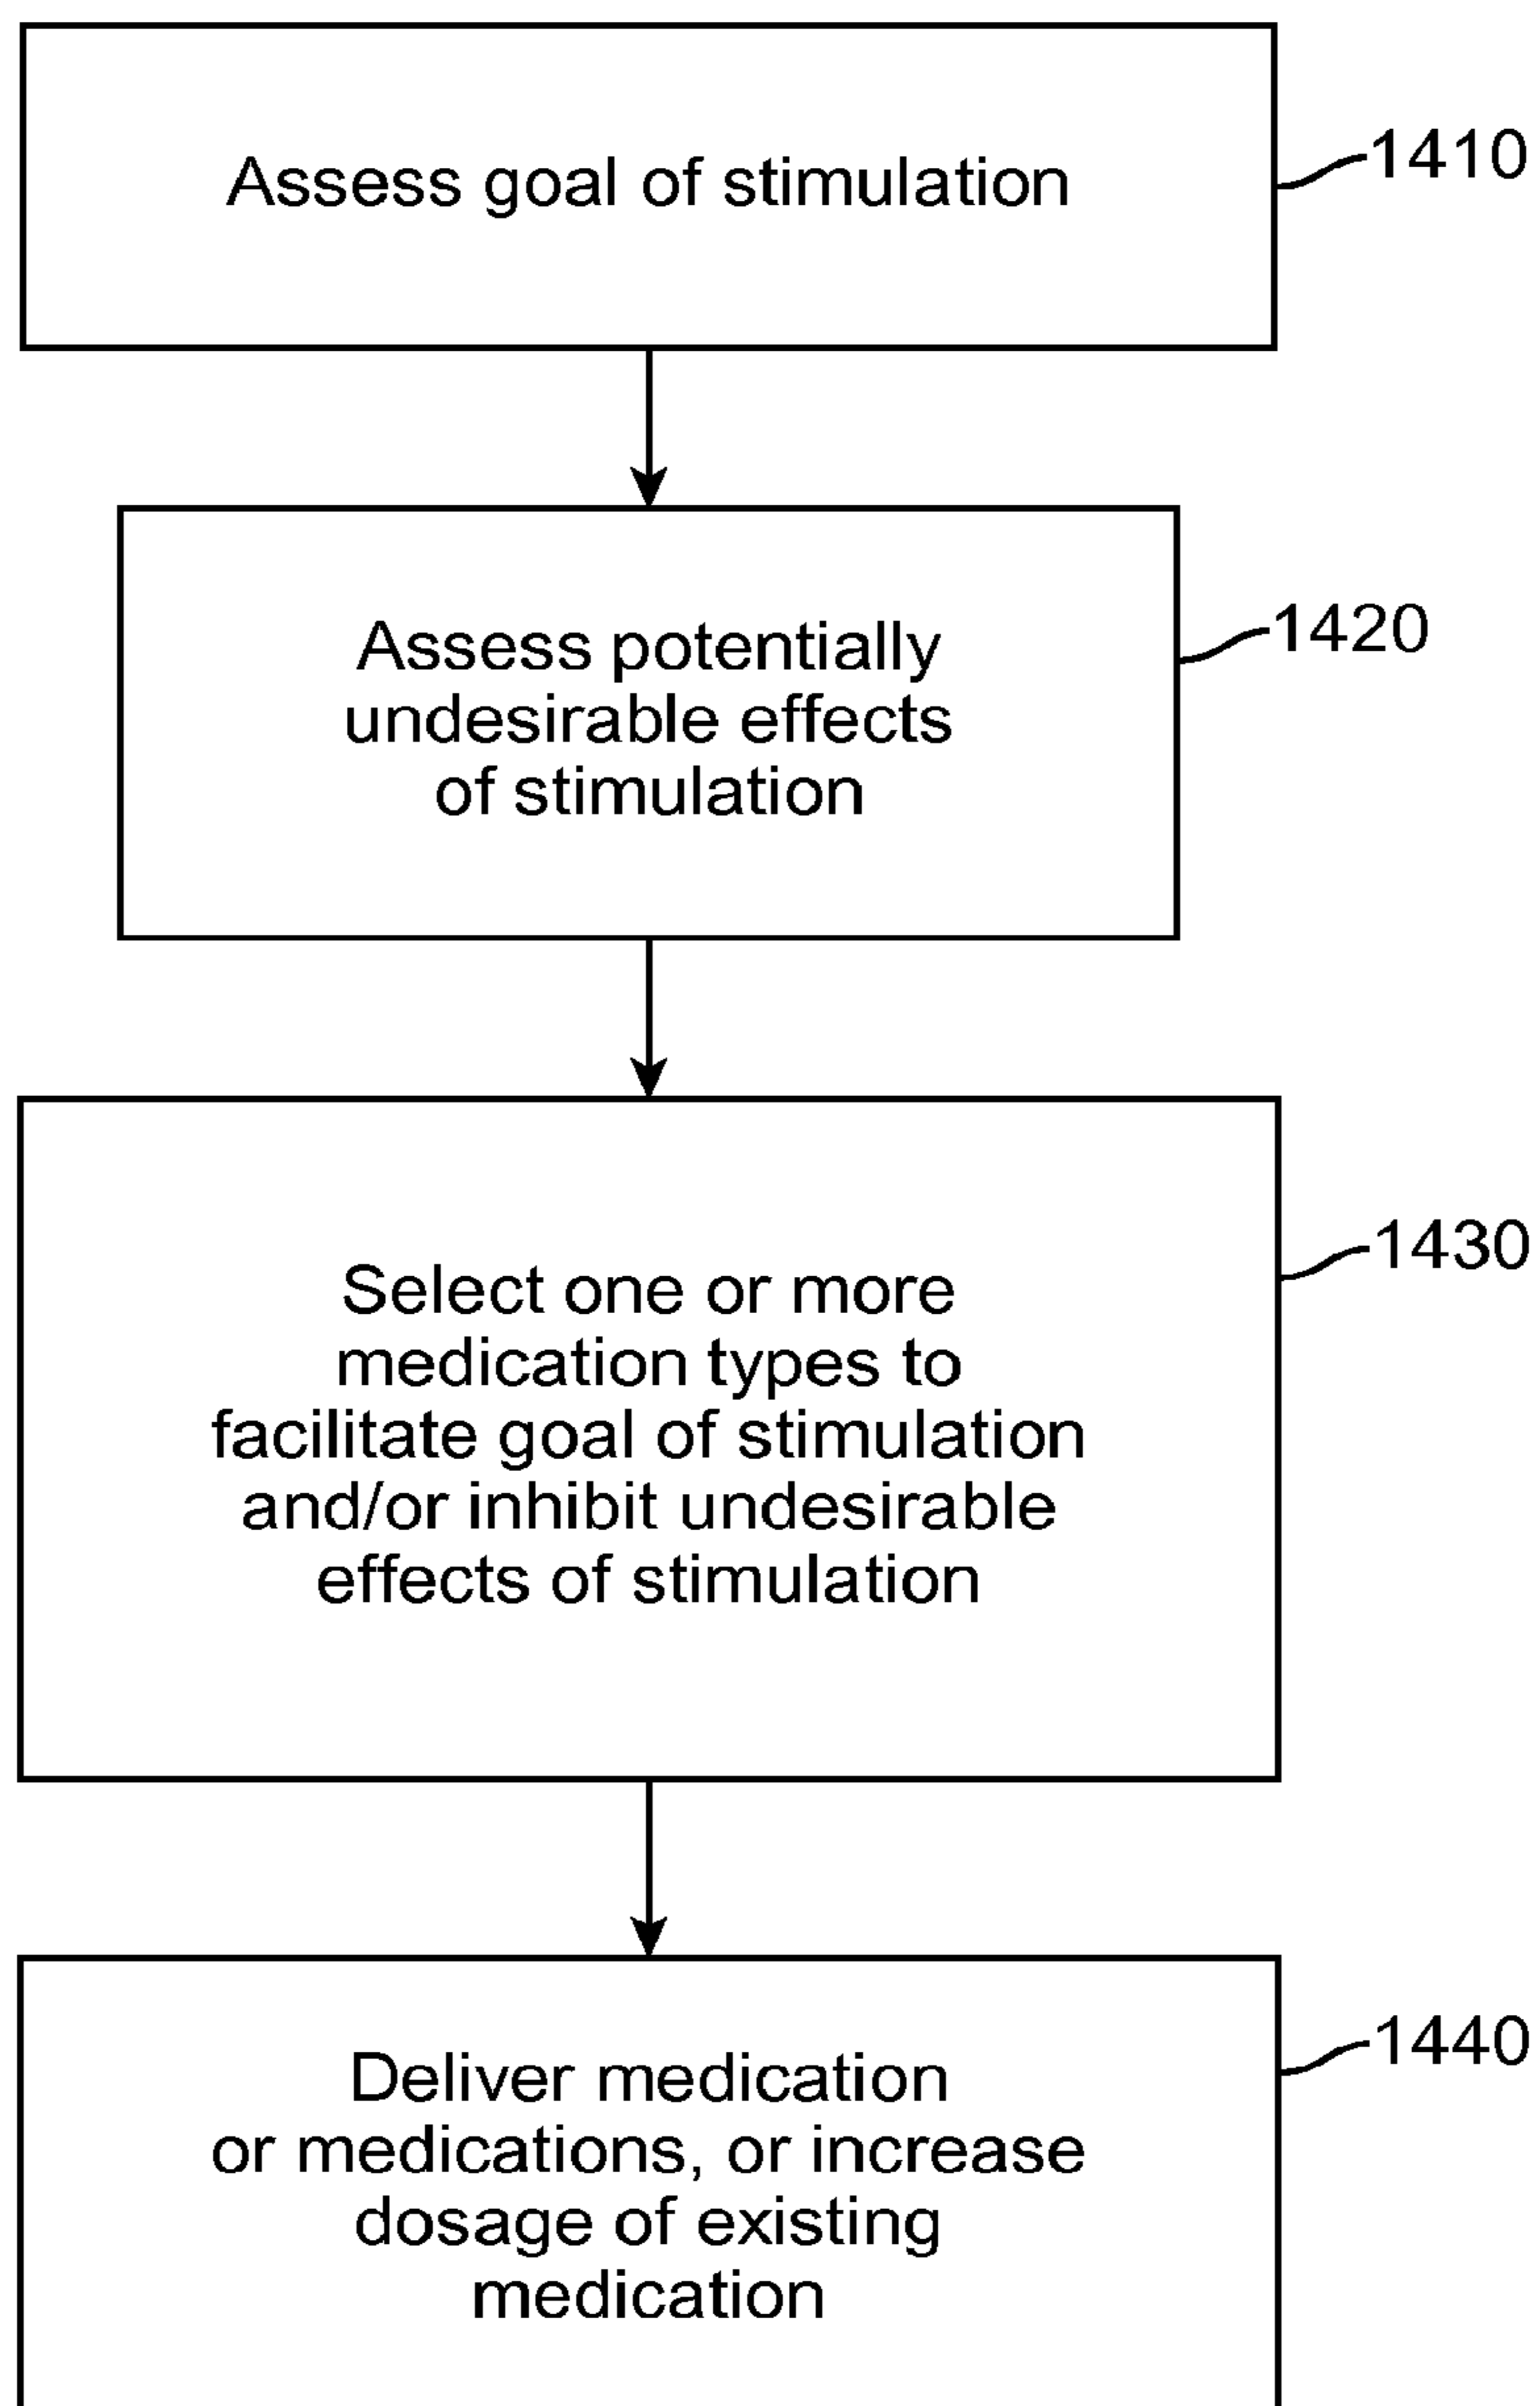 Assess goal of stimulation
1410
Assess potentially
undesirable effects
of stimulation
1420
Select one or more
medication types to
facilitate goal of stimulation
and/or inhibit undesirable
effects of stimulation
1430
Deliver medication
or medications, or increase
dosage of existing
medication
1440